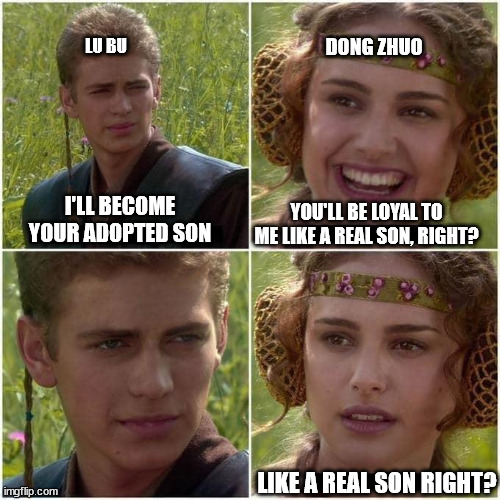 LU BU
DONG ZHUO
I'LL BECOME
YOUR ADOPTED SON
YOU'LL BE LOYAL TO
ME LIKE A REAL SON, RIGHT?
LIKE A REAL SON RIGHT?
imgflip.com